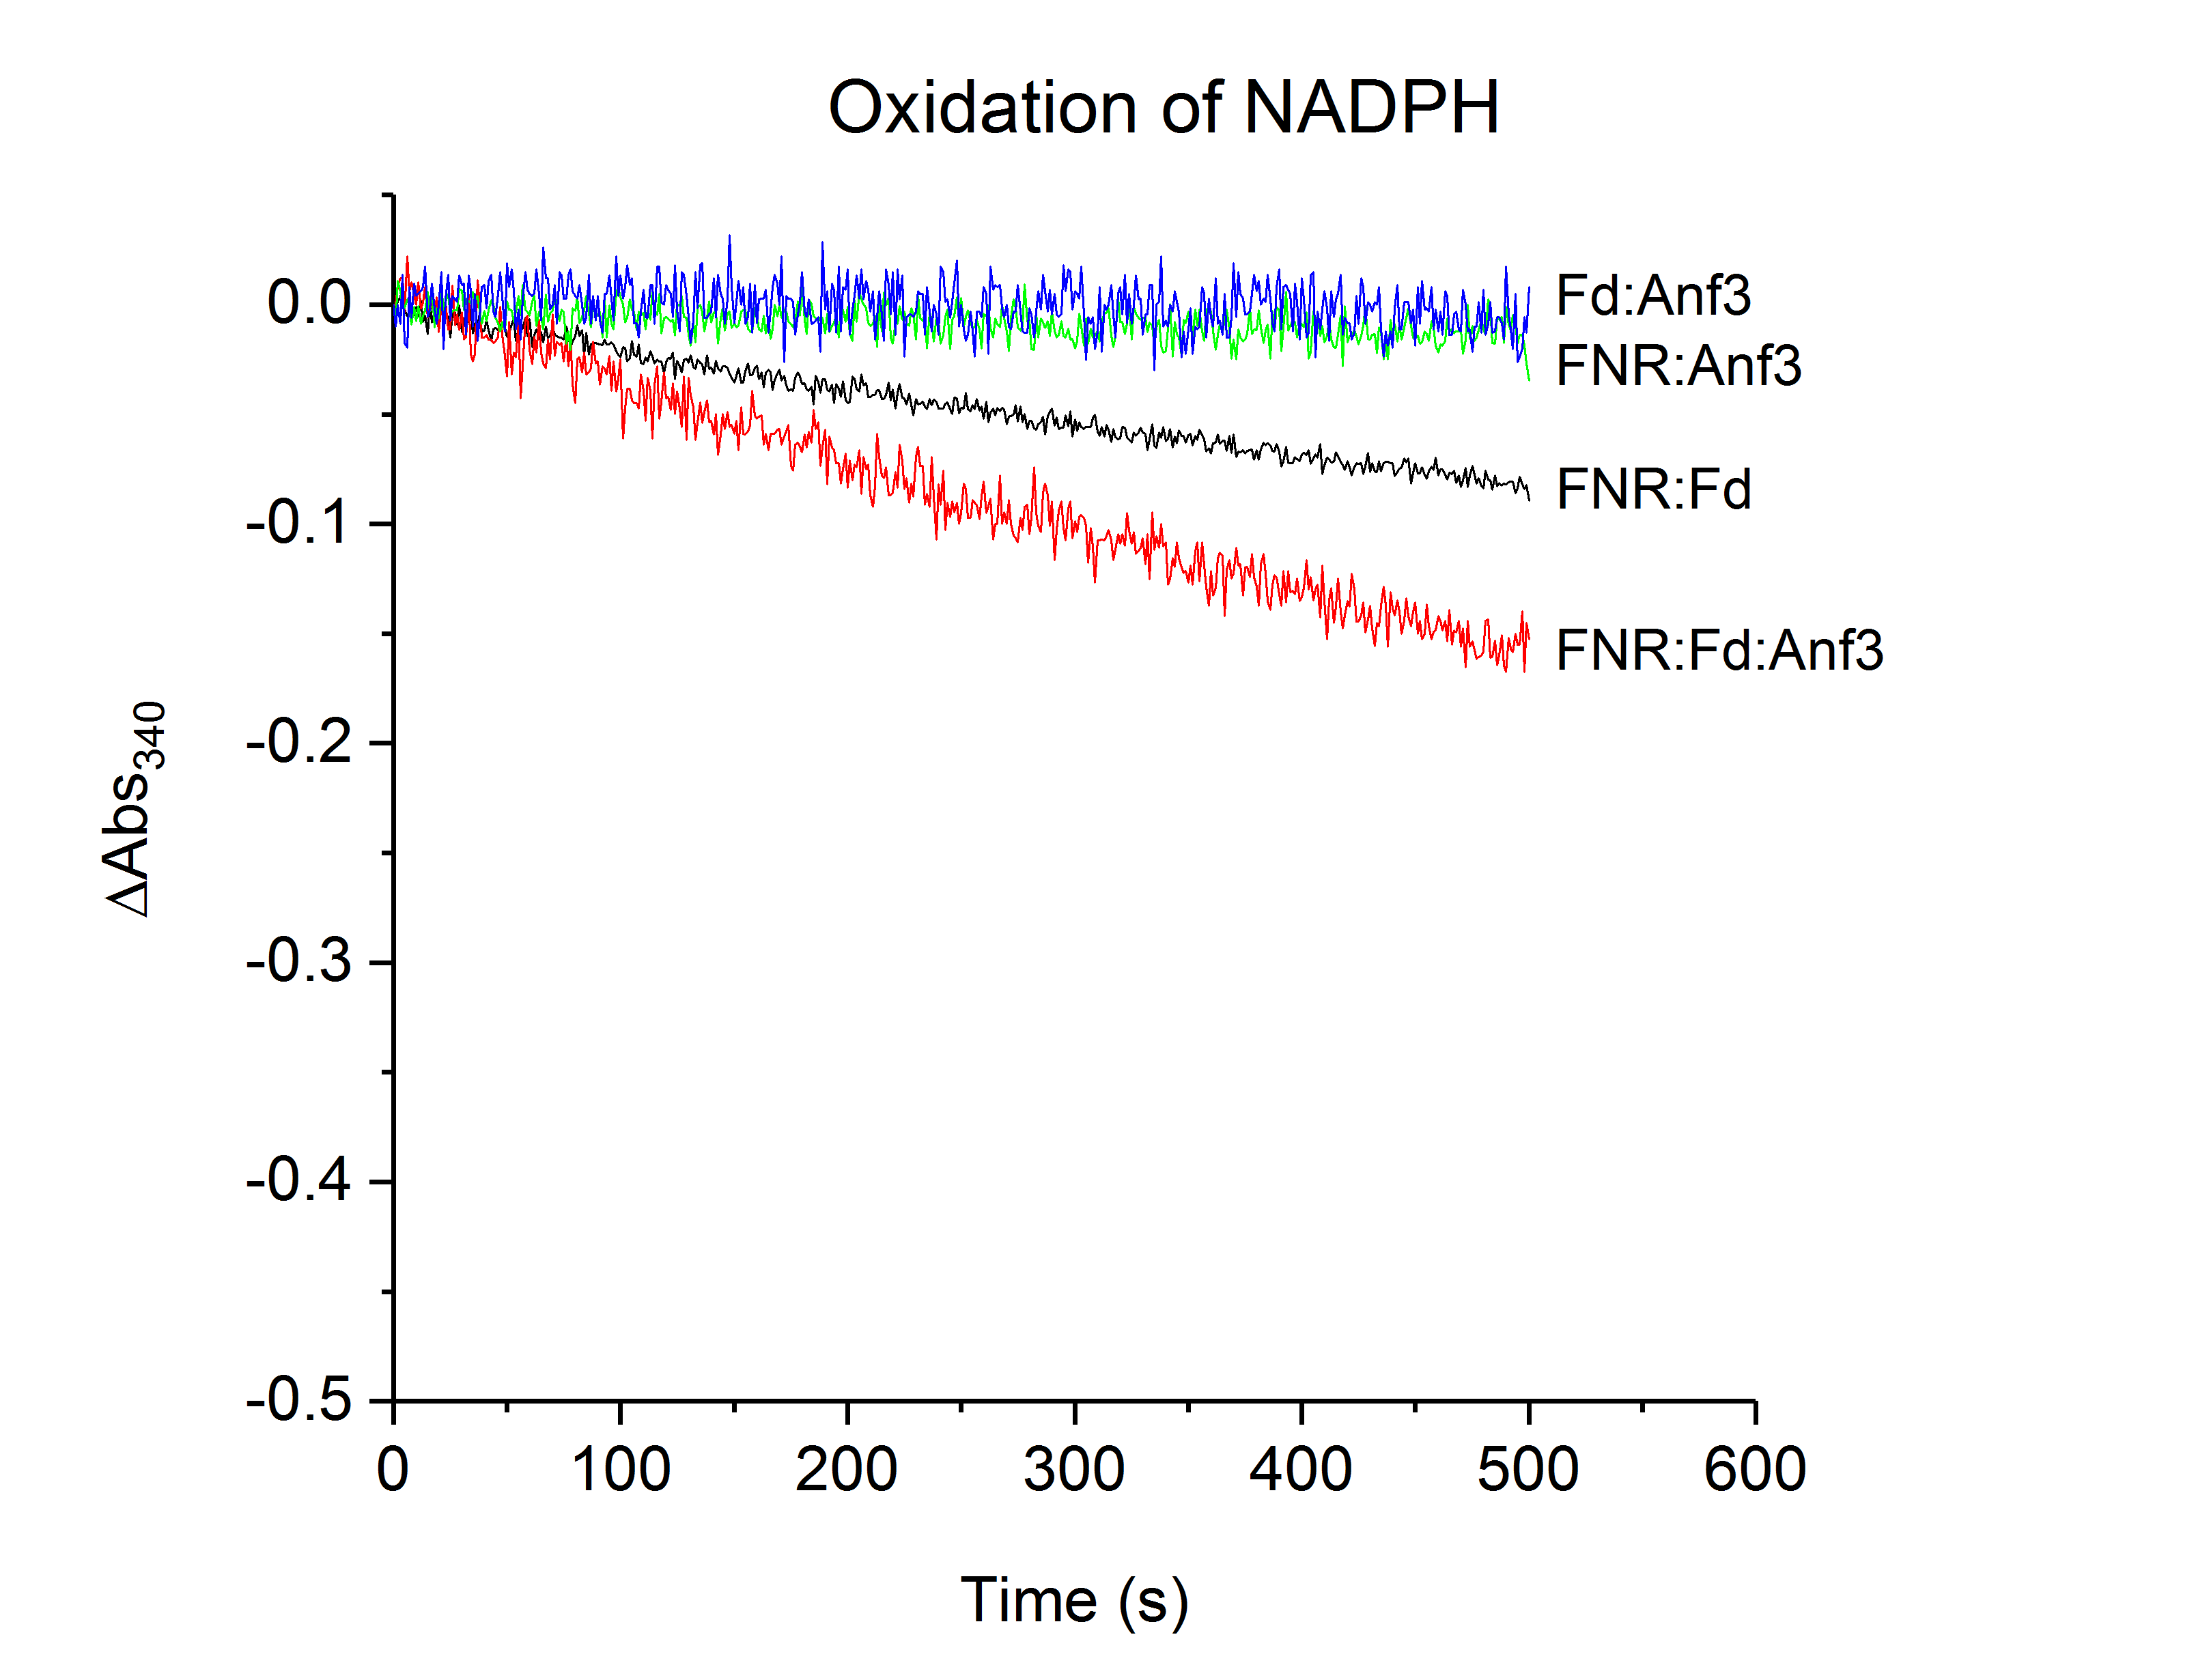 Oxidation of NADPH
0.0
-0.1
-0.2
-0.3
-0.4
-0.5
ΔAbs340
Fd:Anf3
FNR:Anf3
FNR:Fd
FNR:Fd:Anf3
0 100 200 300 400 500 600
Time (s)